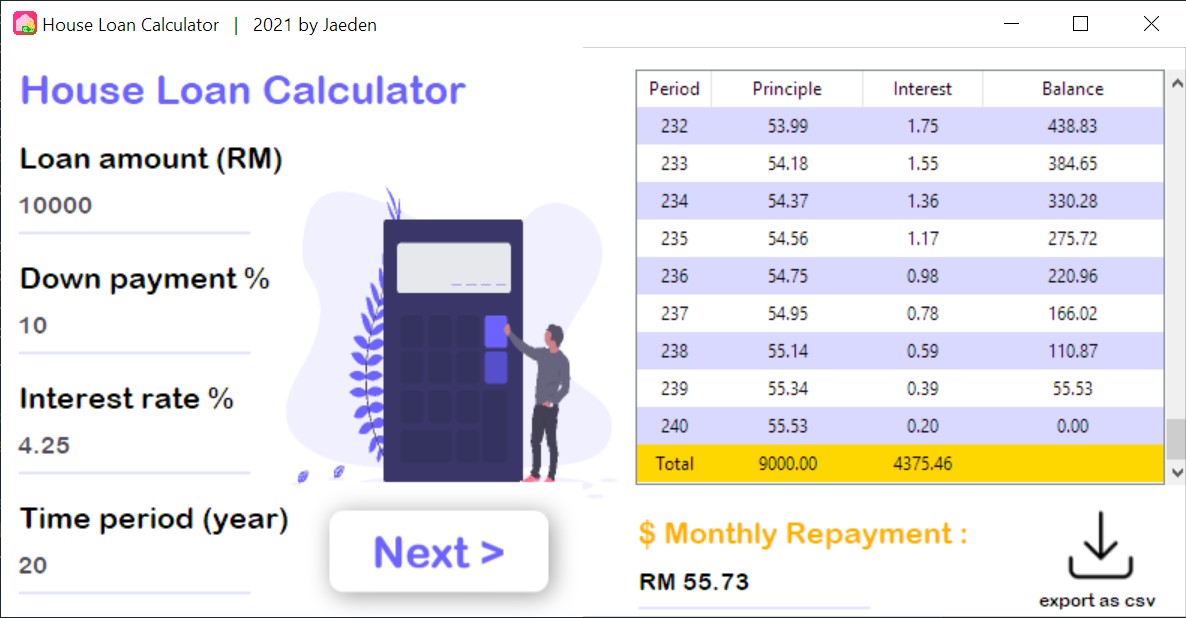 House Loan Calculator | 2021 by Jaeden
House Loan Calculator
Loan amount (RM)
10000
Down payment %
10
Interest rate %
4.25
Time period (year)
20
Next >
Period Principle Interest Balance
232 53.99 1.75 438.83
233 54.18 1.55 384.65
234 54.37 1.36 330.28
235 54.56 1.17 275.72
236 54.75 0.98 220.96
237 54.95 0.78 166.02
238 55.14 0.59 110.87
239 55.34 0.39 55.53
240 55.53 0.20 0.00
Total 9000.00 4375.46
$ Monthly Repayment :
RM 55.73
export as csv